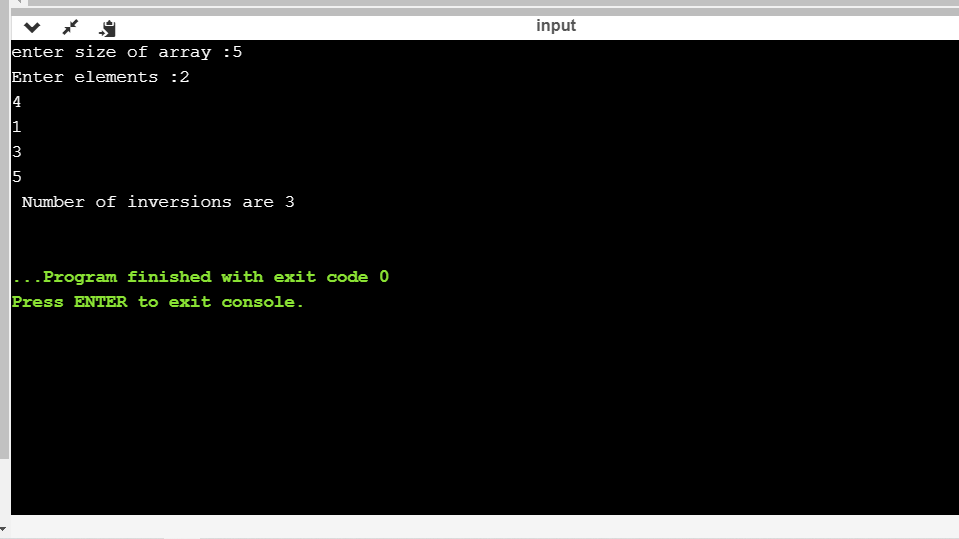 input
enter size of array :5
Enter elements :2
4
1
3
5
Number of inversions are 3
...Program finished with exit code 0
Press ENTER to exit console.